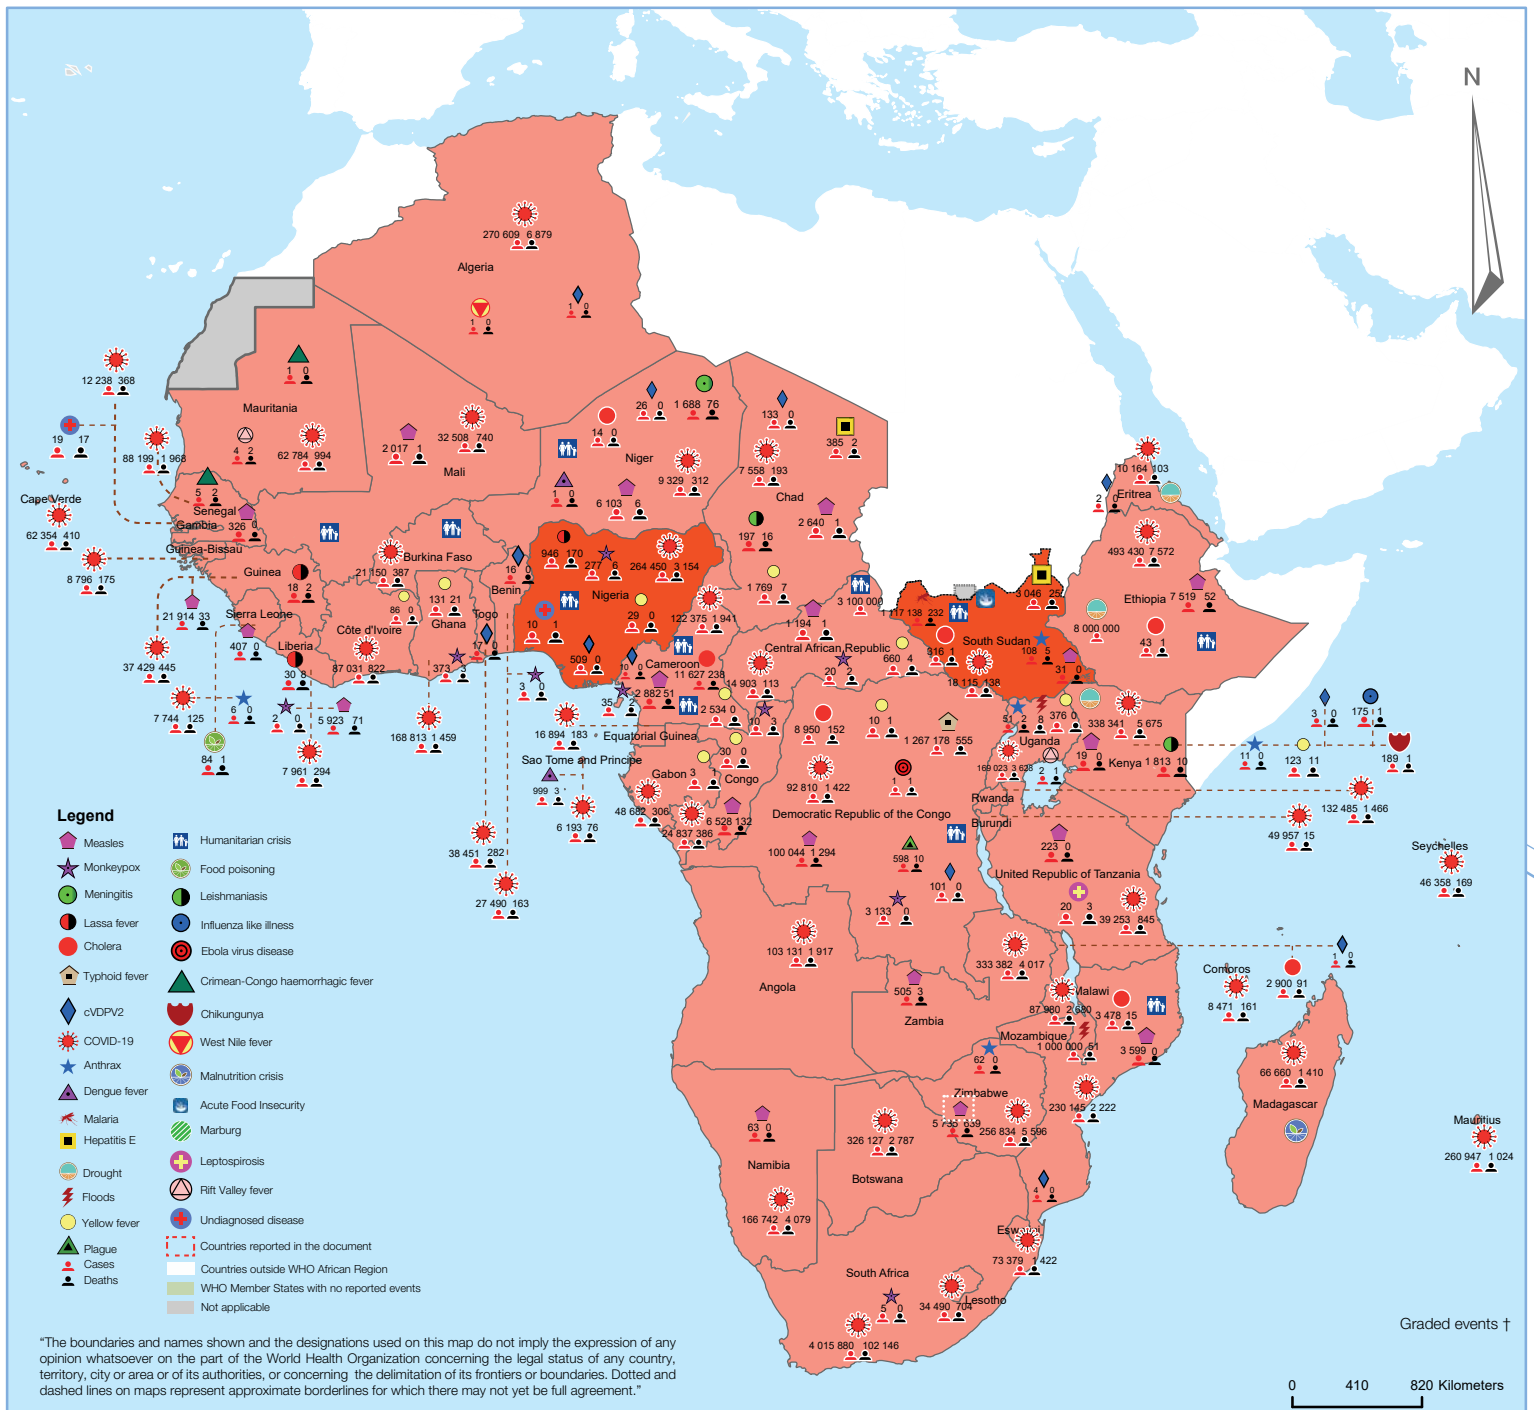 N
270 609 6 879
Algeria
1 0
1 0
12 238 368
1 0
Mauritania
19 17
88 199 1 968
4 2
62 784 994
2 017 1
32 508 740
Mali
26 0
1 688 76
14 0
Niger
9 329 312
1 0
6 103 6
133 0
385 2
7 558 193
Chad
2 640 1
197 16
10 164 103
2 0
Eritrea
Cape Verde
62 354 410
5 2
Senegal
Gambia
326 0
Guinea-Bissau
8 796 175
Guinea
18 2
21 914 33
Sierra Leone
407 0
Liberia
30 8
37 429 445
7 744 125
6 0
2 0
5 923 71
84 1
7 961 294
21 150 387
Burkina Faso
86 0
131 21
Ghana
Côte d'Ivoire
87 031 822
Togo
Benin
16 0
17 0
373 3
168 813 1 459
946 170
277 6
264 450 3 154
Nigeria
10 1
29 0
509 0
1 769 7
3 100 000
122 375 1 941
1 194 1
Central African Republic
10 0
Cameroon
11 627 238
14 903 113
20 0
660 4
2 882 51
2 534 0
10 3
35 2
3 0
16 894 183
Equatorial Guinea
Sao Tome and Principe
999 3
6 193 76
30 0
Gabon
3 1
Congo
48 682 306
24 837 386
6 528 132
38 451 282
27 490 163
1 117 138 232
3 046 25
South Sudan
316 1
108 5
31 0
18 115 138
493 430 7 572
7 519 52
Ethiopia
8 000 000
43 1
51 2
8
376 0
338 341 5 675
Uganda
169 023 3 628
2 1
19 0
Kenya
1 813 10
11 0
123 11
3 0
175 1
189 1
Rwanda
Burundi
132 485 1 466
49 957 15
Seychelles
46 358 169
8 950 152
10 1
1 267 178 555
92 810 1 422
1 1
Democratic Republic of the Congo
100 044 1 294
598 10
101 0
3 133 0
223 0
United Republic of Tanzania
20 3
39 253 845
103 131 1 917
Angola
333 382 4 017
505 3
Zambia
Malawi
87 980 2 680
3 478 15
Mozambique
1 000 000 51
3 599 0
1 0
2 900 91
Comoros
8 471 161
62 0
Zimbabwe
5 735 639
256 834 5 596
230 145 2 222
66 660 1 410
Madagascar
Mauritius
260 947 1 024
63 0
Namibia
166 742 4 079
326 127 2 787
Botswana
4 0
73 379 1 422
South Africa
5 0
34 490 704
Lesotho
4 015 880 102 146
Legend
Measles
Monkeypox
Meningitis
Lassa fever
Cholera
Typhoid fever
cVDPV2
COVID-19
Anthrax
Dengue fever
Malaria
Hepatitis E
Drought
Floods
Yellow fever
Plague
Cases
Deaths
Humanitarian crisis
Food poisoning
Leishmaniasis
Influenza like illness
Ebola virus disease
Crimean-Congo haemorrhagic fever
Chikungunya
West Nile fever
Malnutrition crisis
Acute Food Insecurity
Marburg
Leptospirosis
Rift Valley fever
Undiagnosed disease
Countries reported in the document
Countries outside WHO African Region
WHO Member States with no reported events
Not applicable
Graded events †
0 410 820 Kilometers
“The boundaries and names shown and the designations used on this map do not imply the expression of any
opinion whatsoever on the part of the World Health Organization concerning the legal status of any country,
territory, city or area or of its authorities, or concerning the delimitation of its frontiers or boundaries. Dotted and
dashed lines on maps represent approximate borderlines for which there may not yet be full agreement.”